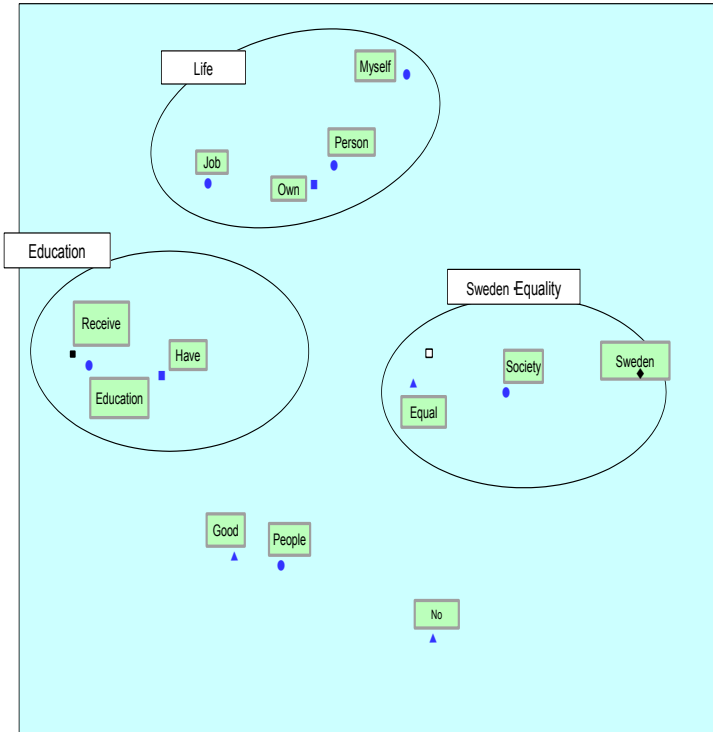 Life
Myself
Person
Job
Own
Education
Sweden -Equality
Receive
Have
Education
Society
Sweden
Equal
Good
People
No